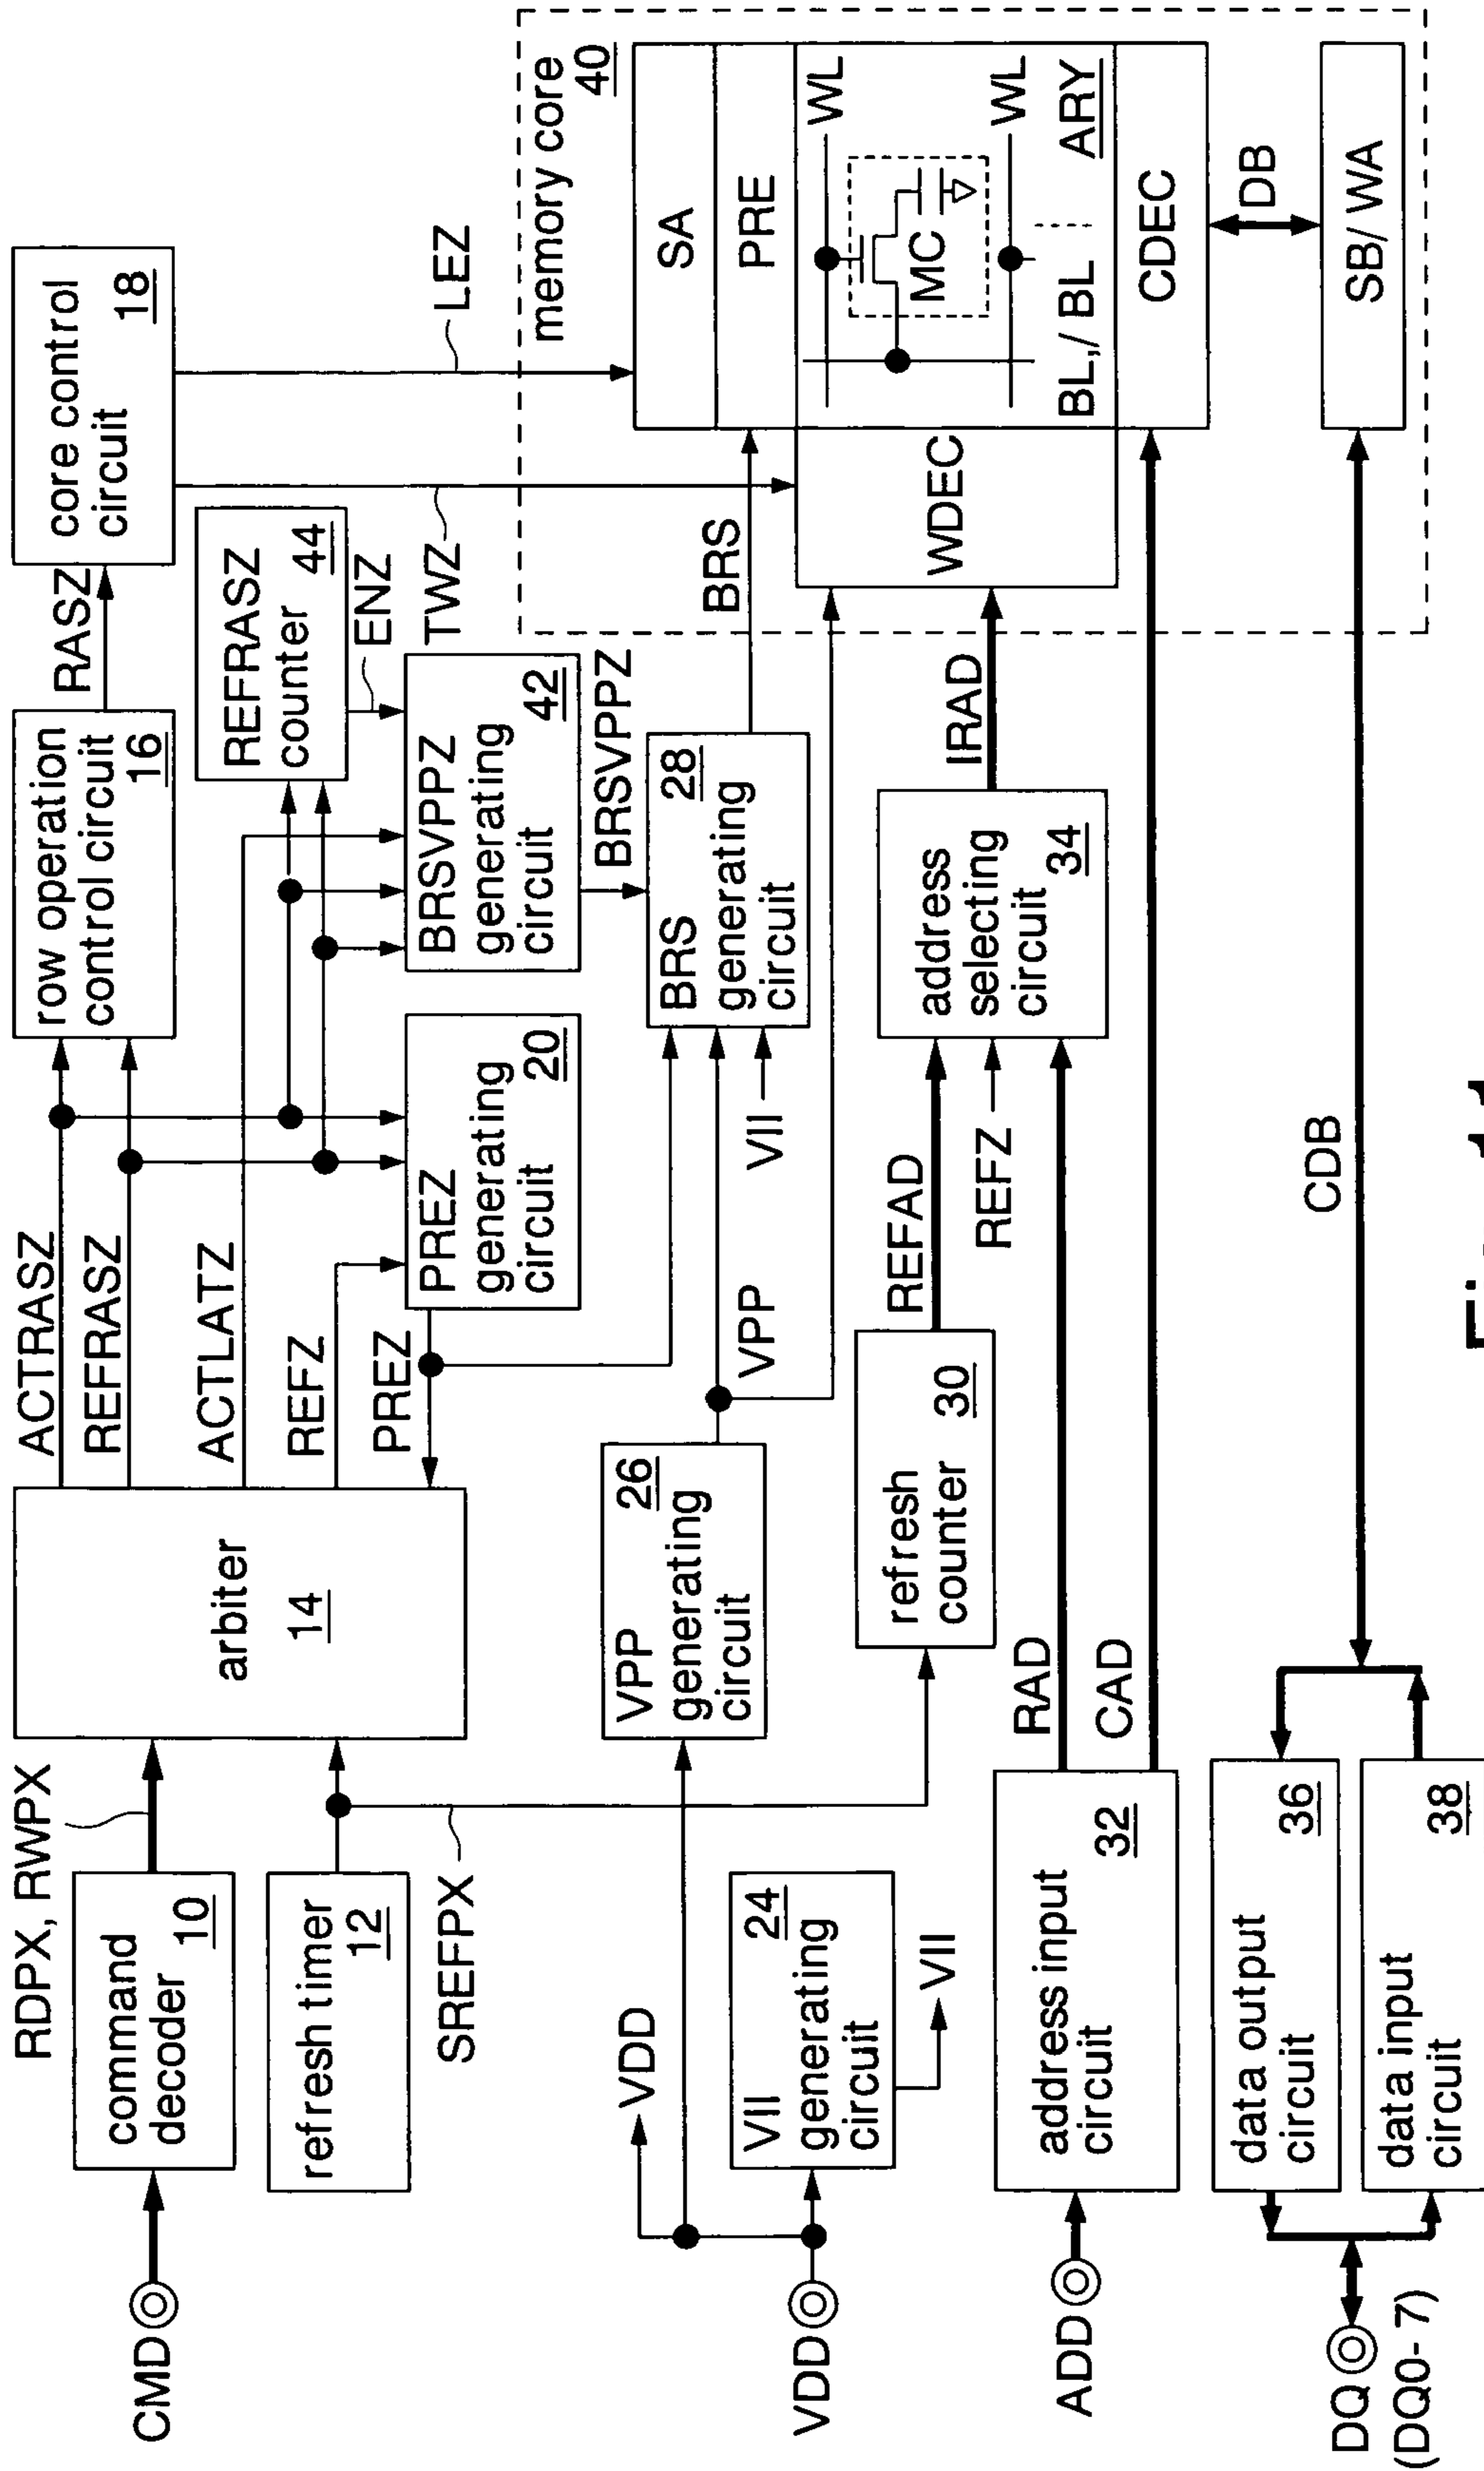 CMD
command
decoder
10
RDPX, RWPX
refresh timer
12
SREFPX
arbiter
14
ACTRASZ
REFRASZ
ACTLATZ
REFZ
PREZ
row operation
control circuit
16
RASZ
core control
circuit
18
LEZ
TWZ
REFRASZ
counter
44
ENZ
PREZ
generating
circuit
20
BRSVPPZ
generating
circuit
42
BRSVPPZ
VDD
VDD
VII
generating
circuit
24
VII
VPP
generating
circuit
26
VPP
VII
BRS
generating
circuit
28
BRS
refresh
counter
30
REFAD
REFZ
address
selecting
circuit
34
IRAD
ADD
address input
circuit
32
RAD
CAD
DQ
(DQ0- 7)
data output
circuit
36
data input
circuit
38
CDB
memory core
40
SA
PRE
WDEC
WL
MC
WL
BL,/ BL
ARY
CDEC
DB
SB/ WA